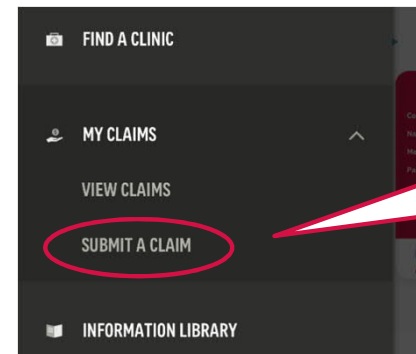 FIND A CLINIC
MY CLAIMS
VIEW CLAIMS
SUBMIT A CLAIM
INFORMATION LIBRARY